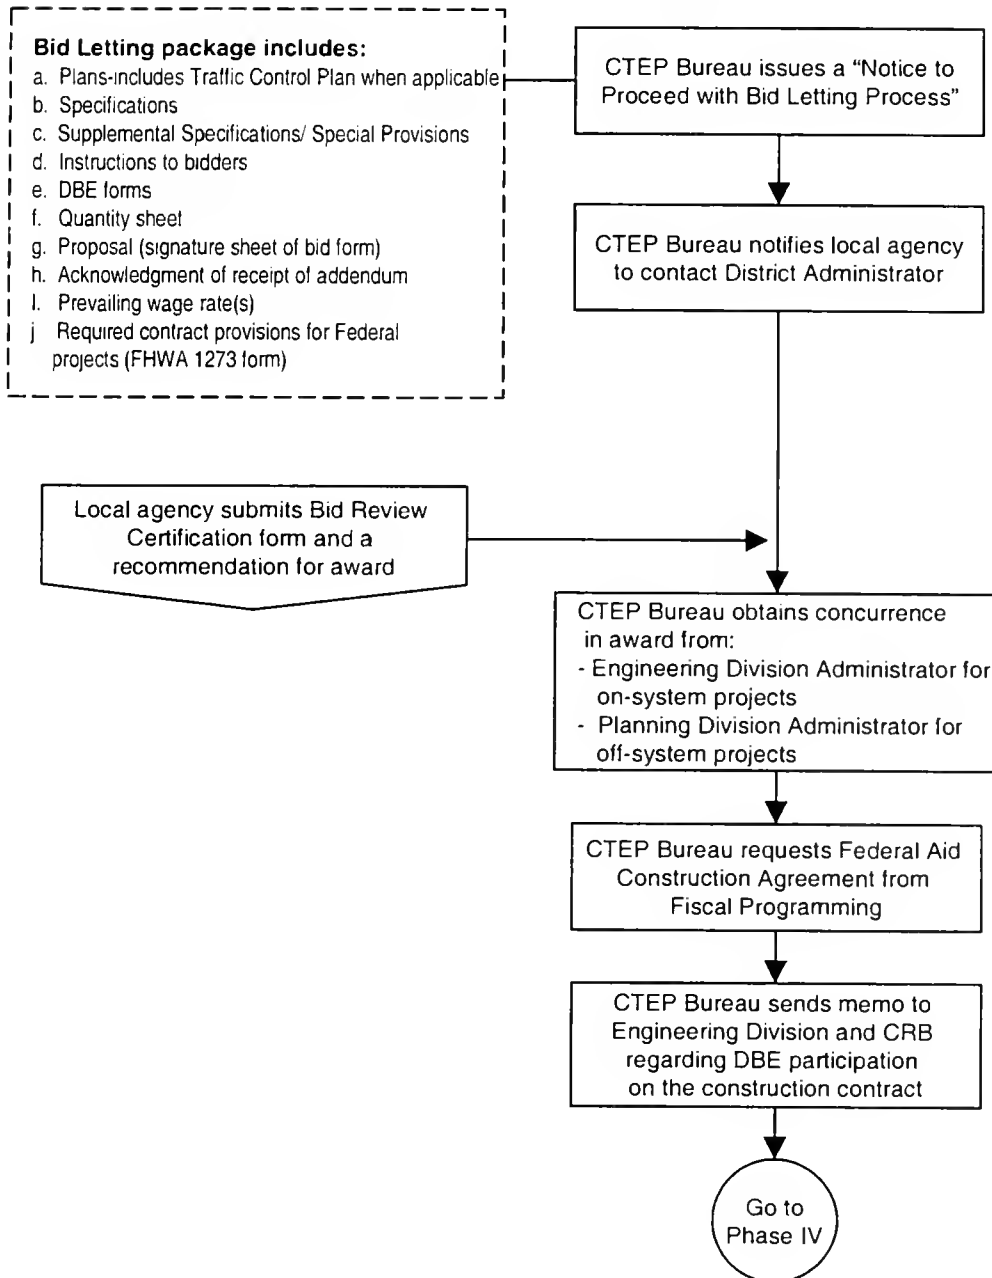 Bid Letting package includes:
a. Plans-includes Traffic Control Plan when applicable
b. Specifications
c. Supplemental Specifications/ Special Provisions
d. Instructions to bidders
e. DBE forms
f. Quantity sheet
g. Proposal (signature sheet of bid form)
h. Acknowledgment of receipt of addendum
I. Prevailing wage rate(s)
j Required contract provisions for Federal
projects (FHWA 1273 form)
CTEP Bureau issues a “Notice to
Proceed with Bid Letting Process”
CTEP Bureau notifies local agency
to contact District Administrator
Local agency submits Bid Review
Certification form and a
recommendation for award
CTEP Bureau obtains concurrence
in award from:
- Engineering Division Administrator for
on-system projects
- Planning Division Administrator for
off-system projects
CTEP Bureau requests Federal Aid
Construction Agreement from
Fiscal Programming
CTEP Bureau sends memo to
Engineering Division and CRB
regarding DBE participation
on the construction contract
Go to
Phase IV